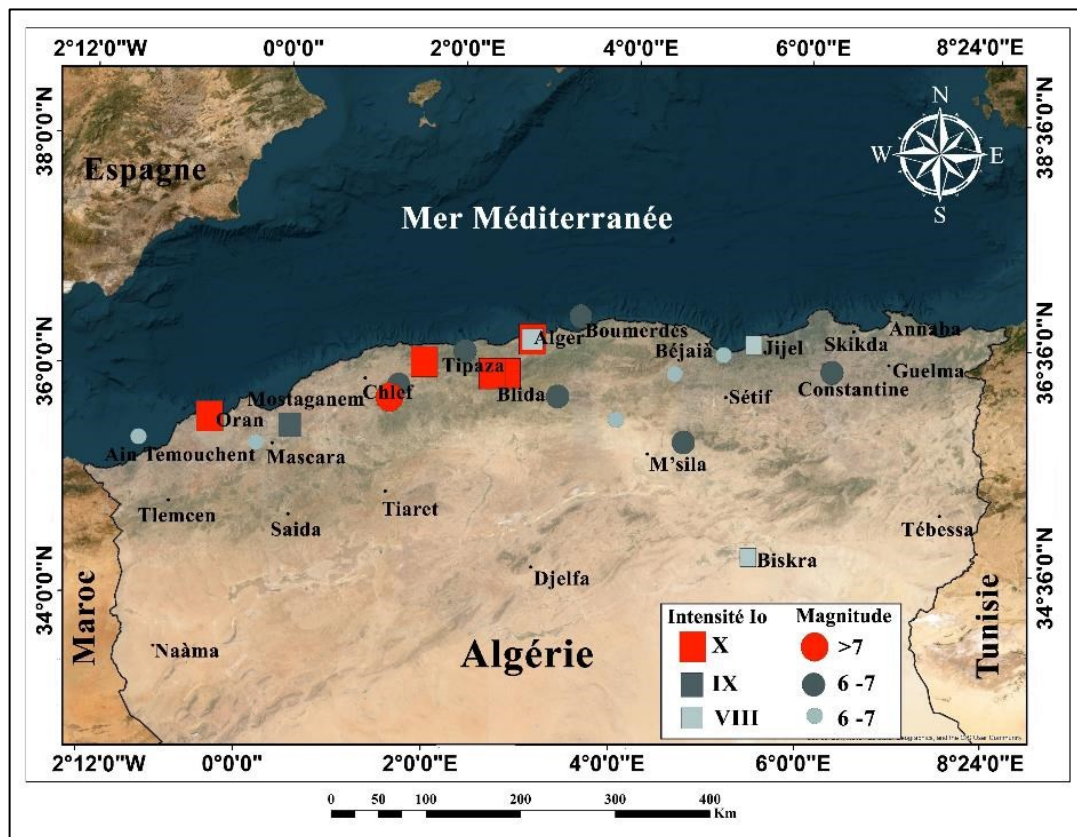 2°12'0"W 0°0'0" 2°0'0"E 4°0'0"E 6°0'0"E 8°24'0"E
38°0'0"N
38°36'0"N
N
W E
S
Espagne
Mer Méditerranée
Alger Boumerdès
Annaba
Skikda
Béjaià Jijel
36°0'0"N
36°36'0"N
Tipaza
Guelma
Chlef
Blida
Constantine
Sétif
Mostaganem
Oran
Ain Temouchent
Mascara
M'sila
Tlemcen
Saida
Tiaret
Tébessa
Biskra
Djelfa
34°0'0"N
34°36'0"N
Maroc
Naàma
Algérie
Tunisie
Intensité Io Magnitude
X >7
IX 6 -7
VIII 6 -7
2°12'0"W 0°0'0" 2°0'0"E 4°0'0"E 6°0'0"E 8°24'0"E
0 50 100 200 300 400
Km